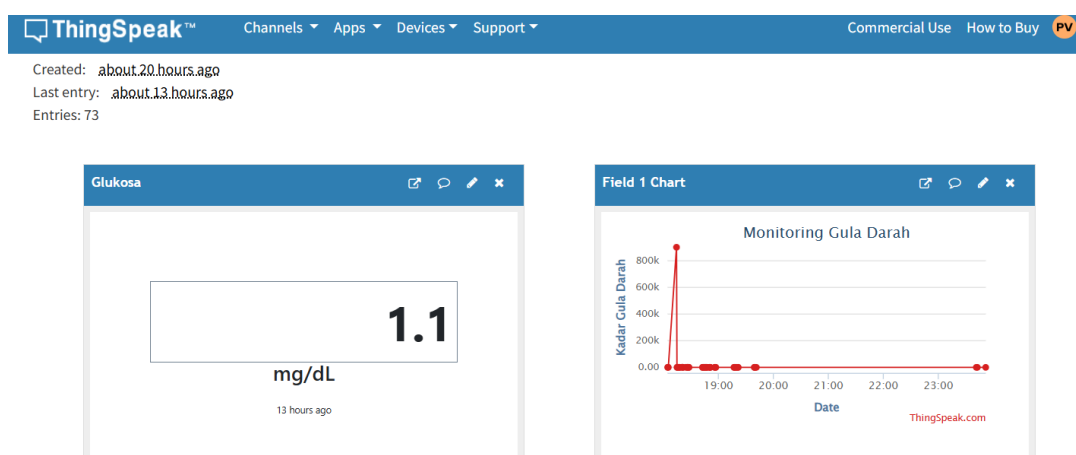 ThingSpeak™ Channels Apps Devices Support Commercial Use How to Buy PV
Created: about 20 hours ago
Last entry: about 13 hours ago
Entries: 73
Glukosa
1.1
mg/dL
13 hours ago
Field 1 Chart
Monitoring Gula Darah
Kadar Gula Darah
800k
600k
400k
200k
0.00
19:00 20:00 21:00 22:00 23:00
Date
ThingSpeak.com